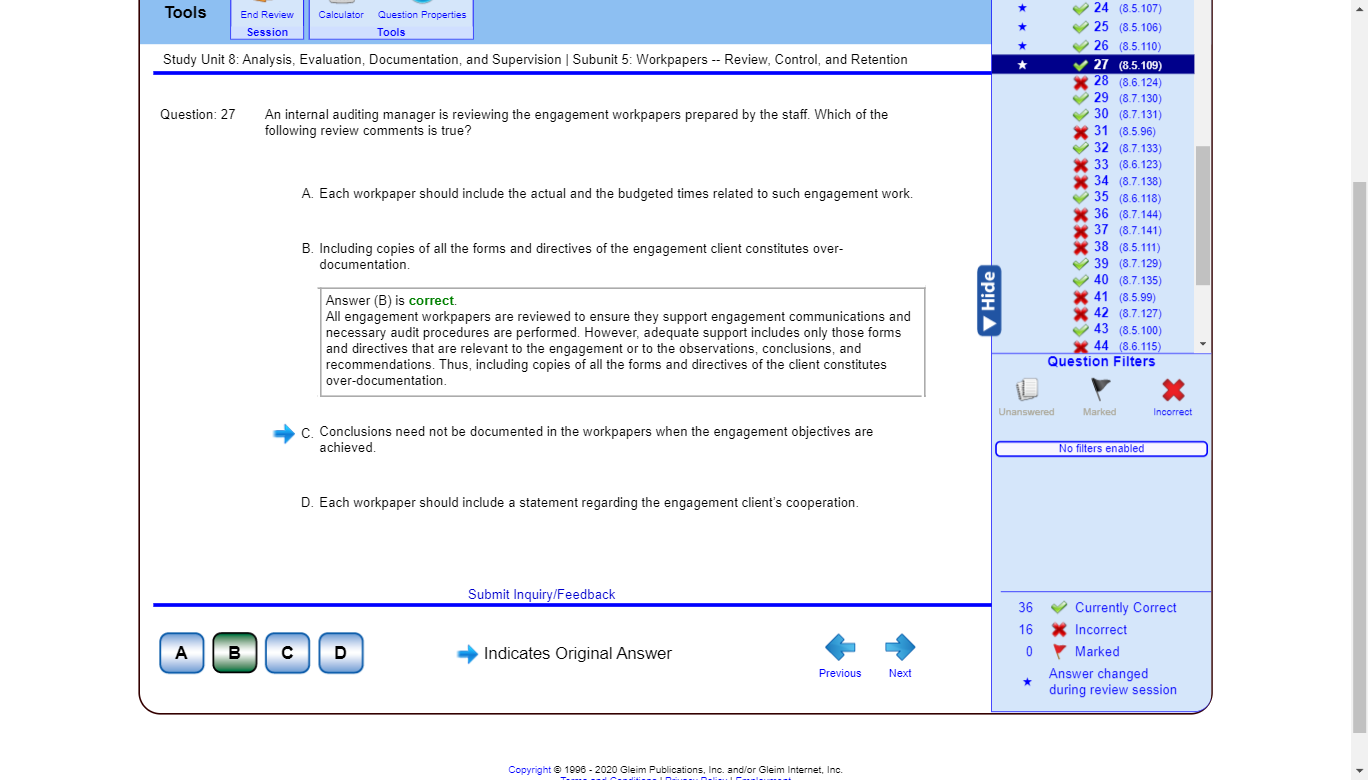 Tools
End Review
Session
Calculator Question Properties
Tools
Study Unit 8: Analysis, Evaluation, Documentation, and Supervision | Subunit 5: Workpapers -- Review, Control, and Retention
Question: 27 An internal auditing manager is reviewing the engagement workpapers prepared by the staff. Which of the
following review comments is true?
A. Each workpaper should include the actual and the budgeted times related to such engagement work.
B. Including copies of all the forms and directives of the engagement client constitutes over-
documentation.
Answer (B) is correct.
All engagement workpapers are reviewed to ensure they support engagement communications and
necessary audit procedures are performed. However, adequate support includes only those forms
and directives that are relevant to the engagement or to the observations, conclusions, and
recommendations. Thus, including copies of all the forms and directives of the client constitutes
over-documentation.
C. Conclusions need not be documented in the workpapers when the engagement objectives are
achieved.
D. Each workpaper should include a statement regarding the engagement client's cooperation.
Submit Inquiry/Feedback
A B C D
Indicates Original Answer
Previous Next
24 (8.5.107)
25 (8.5.106)
26 (8.5.110)
27 (8.5.109)
28 (8.6.124)
29 (8.7.130)
30 (8.7.131)
31 (8.5.96)
32 (8.7.133)
33 (8.6.123)
34 (8.7.138)
35 (8.6.118)
36 (8.7.144)
37 (8.7.141)
38 (8.5.111)
39 (8.7.129)
40 (8.7.135)
41 (8.5.99)
42 (8.7.127)
43 (8.5.100)
44 (8.6.115)
Hide
Question Filters
Unanswered Marked Incorrect
No filters enabled
36 Currently Correct
16 Incorrect
0 Marked
Answer changed
during review session
Copyright © 1996 - 2020 Gleim Publications, Inc. and/or Gleim Internet, Inc.
Terms and Conditions | Privacy Policy | Employment